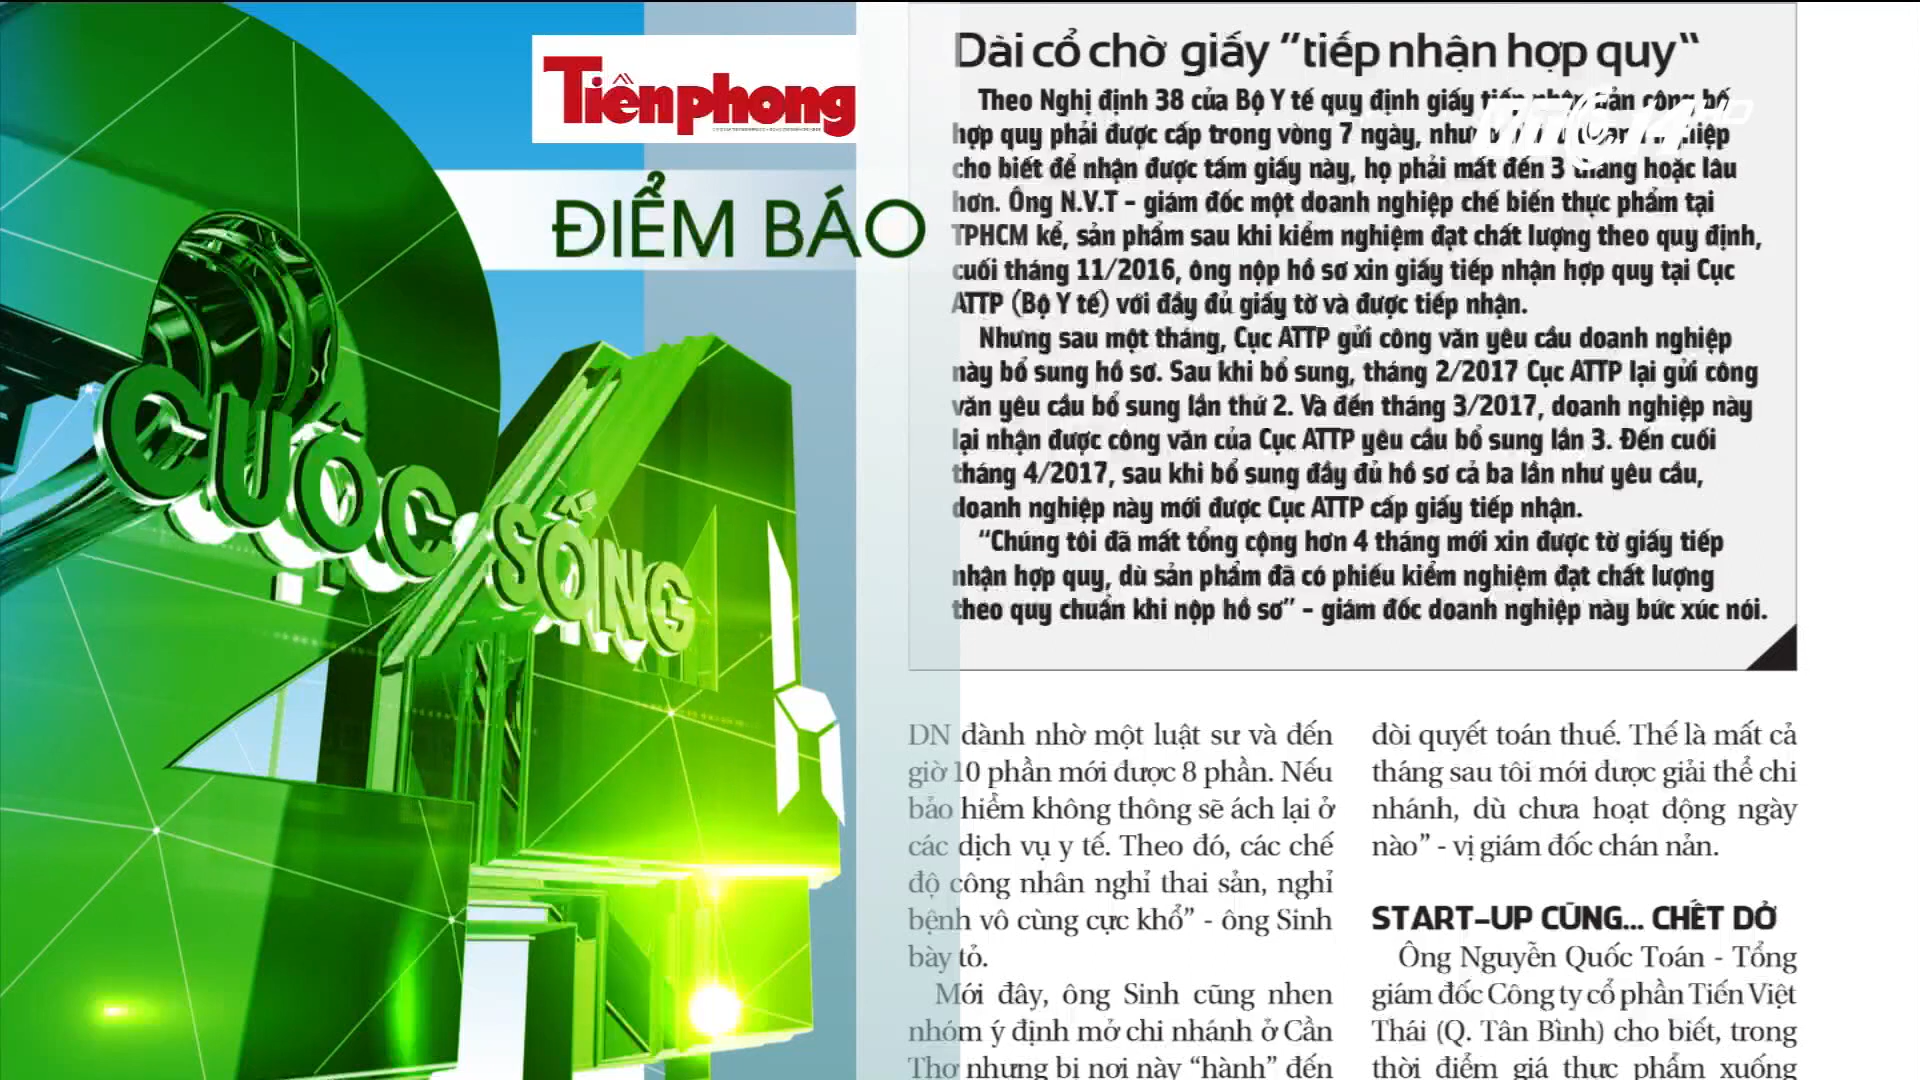 Tiền phong
ĐIỂM BÁO
CUỘC SỐNG
24h
VTC14 HD
Dài cổ chờ giấy “tiếp nhận hợp quy“
Theo Nghị định 38 của Bộ Y tế quy định giấy tiếp nhận bản công bố
hợp quy phải được cấp trong vòng 7 ngày, như
cho biết để nhận được tấm giấy này, họ phải mất đến 3 tháng hoặc lâu
hơn. Ông N.V.T - giám đốc một doanh nghiệp chế biến thực phẩm tại
TPHCM kể, sản phẩm sau khi kiểm nghiệm đạt chất lượng theo quy định,
cuối tháng 11/2016, ông nộp hồ sơ xin giấy tiếp nhận hợp quy tại Cục
ATTP (Bộ Y tế) với đầy đủ giấy tờ và được tiếp nhận.
Nhưng sau một tháng, Cục ATTP gửi công văn yêu cầu doanh nghiệp
này bổ sung hồ sơ. Sau khi bổ sung, tháng 2/2017 Cục ATTP lại gửi công
văn yêu cầu bổ sung lần thứ 2. Và đến tháng 3/2017, doanh nghiệp này
lại nhận được công văn của Cục ATTP yêu cầu bổ sung lần 3. Đến cuối
tháng 4/2017, sau khi bổ sung đầy đủ hồ sơ cả ba lần như yêu cầu,
doanh nghiệp này mới được Cục ATTP cấp giấy tiếp nhận.
“Chúng tôi đã mất tổng cộng hơn 4 tháng mới xin được tờ giấy tiếp
nhận hợp quy, dù sản phẩm đã có phiếu kiểm nghiệm đạt chất lượng
theo quy chuẩn khi nộp hồ sơ” - giám đốc doanh nghiệp này bức xúc nói.
DN đành nhờ một luật sư và đến
giờ 10 phần mới được 8 phần. Nếu
bảo hiểm không thông sẽ ách lại ở
các dịch vụ y tế. Theo đó, các chế
độ công nhân nghỉ thai sản, nghỉ
bệnh vô cùng cực khổ” - ông Sinh
bày tỏ.
Mới đây, ông Sinh cũng nhen
nhóm ý định mở chi nhánh ở Cần
Thơ nhưng bị nơi này “hành” đến
đòi quyết toán thuế. Thế là mất cả
tháng sau tôi mới được giải thể chi
nhánh, dù chưa hoạt động ngày
nào” - vị giám đốc chán nản.
START-UP CŨNG... CHẾT DỞ
Ông Nguyễn Quốc Toán - Tổng
giám đốc Công ty cổ phần Tiến Việt
Thái (Q. Tân Bình) cho biết, trong
thời điểm giá thực phẩm xuống